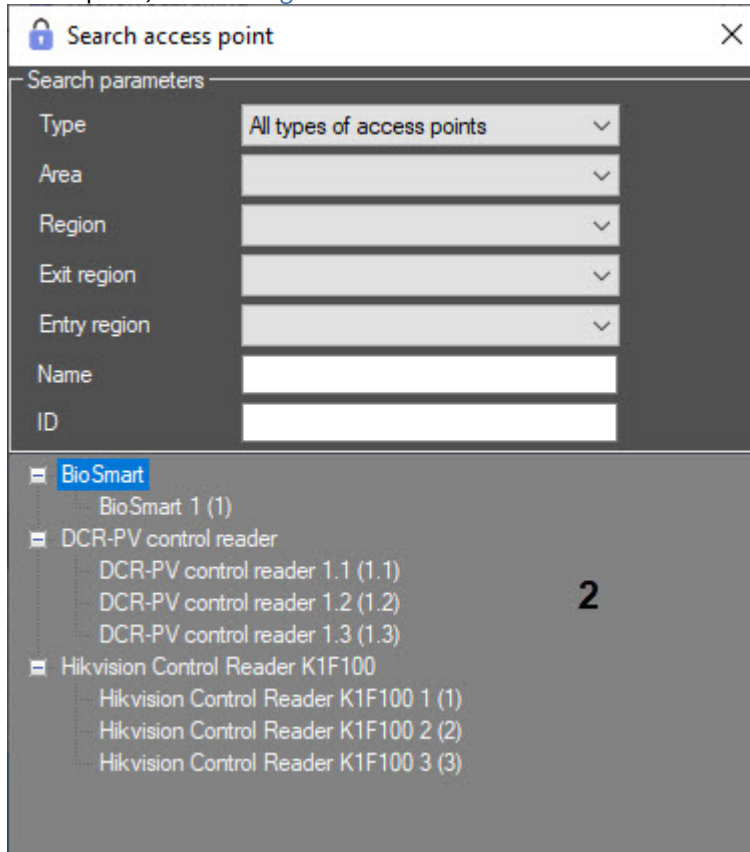 Search access point
Search parameters
Type All types of access points
Area
Region
Exit region
Entry region
Name
ID
BioSmart
BioSmart 1 (1)
DCR-PV control reader
DCR-PV control reader 1.1 (1.1)
DCR-PV control reader 1.2 (1.2)
2
DCR-PV control reader 1.3 (1.3)
Hikvision Control Reader K1F100
Hikvision Control Reader K1F100 1 (1)
Hikvision Control Reader K1F100 2 (2)
Hikvision Control Reader K1F100 3 (3)